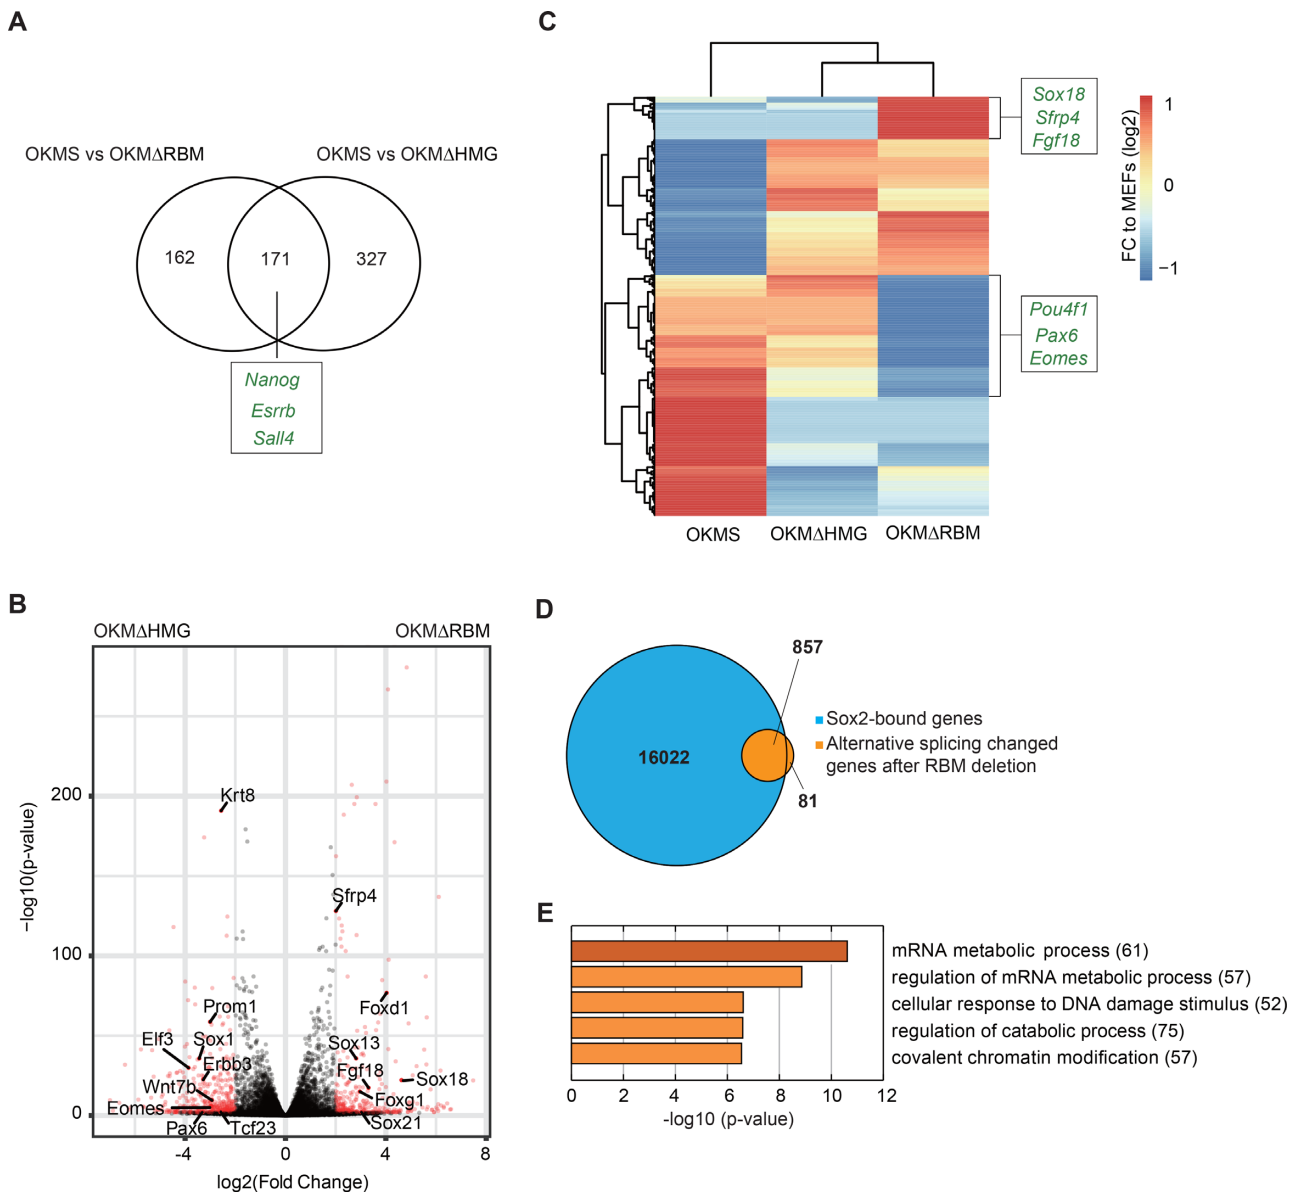 A
OKMS vs OKMΔRBM
OKMS vs OKMΔHMG
162
171
327
Nanog
Esrrb
Sall4
B
OKMΔHMG
OKMΔRBM
−log10(p-value)
200
100
0
Krt8
Sfrp4
Prom1
Foxd1
Elf3
Sox1
Sox13
Erbb3
Fgf18
Sox18
Wnt7b
Foxg1
Eomes
Pax6
Tcf23
Sox21
-4
0
4
8
log2(Fold Change)
C
Sox18
Sfrp4
Fgf18
Pou4f1
Pax6
Eomes
FC to MEFs (log2)
1
0
−1
OKMS
OKMΔHMG
OKMΔRBM
D
857
16022
81
Sox2-bound genes
Alternative splicing changed
genes after RBM deletion
E
mRNA metabolic process (61)
regulation of mRNA metabolic process (57)
cellular response to DNA damage stimulus (52)
regulation of catabolic process (75)
covalent chromatin modification (57)
0
2
4
6
8
10
12
-log10 (p-value)